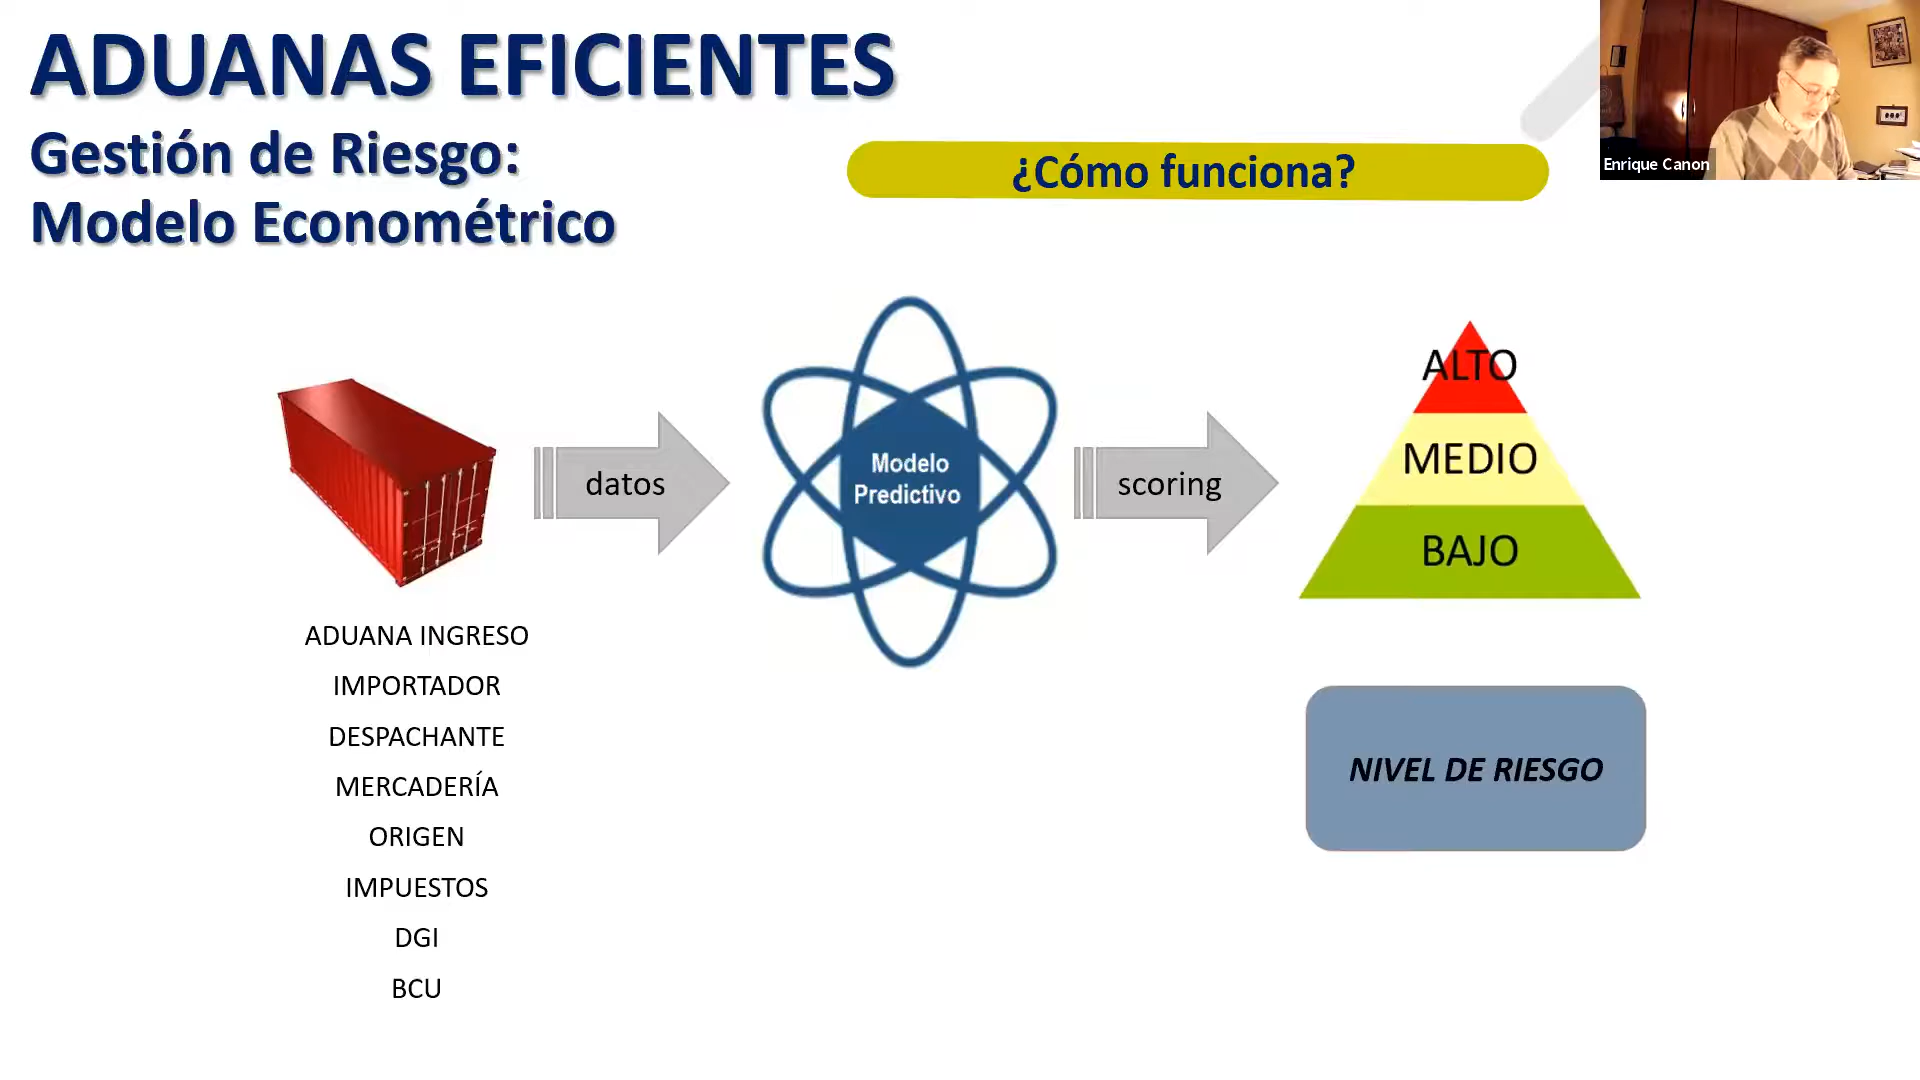 ADUANAS EFICIENTES
Gestión de Riesgo:
Modelo Econométrico
¿Cómo funciona?
Enrique Canon
datos
Modelo
Predictivo
scoring
ALTO
MEDIO
BAJO
ADUANA INGRESO
IMPORTADOR
DESPACHANTE
MERCADERÍA
ORIGEN
IMPUESTOS
DGI
BCU
NIVEL DE RIESGO